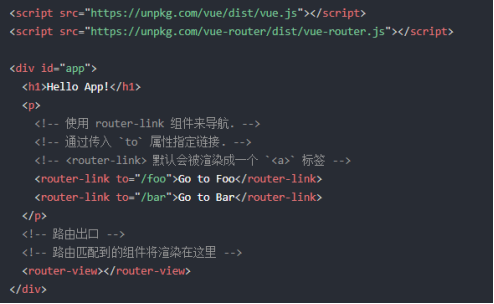 <script src="https://unpkg.com/vue/dist/vue.js"></script>
<script src="https://unpkg.com/vue-router/dist/vue-router.js"></script>
<div id="app">
<h1>Hello App!</h1>
<p>
<!-- 使用 router-link 组件来导航. -->
<!-- 通过传入 `to` 属性指定链接. -->
<!-- <router-link> 默认会被渲染成一个 `<a>` 标签 -->
<router-link to="/foo">Go to Foo</router-link>
<router-link to="/bar">Go to Bar</router-link>
</p>
<!-- 路由出口 -->
<!-- 路由匹配到的组件将渲染在这里 -->
<router-view></router-view>
</div>